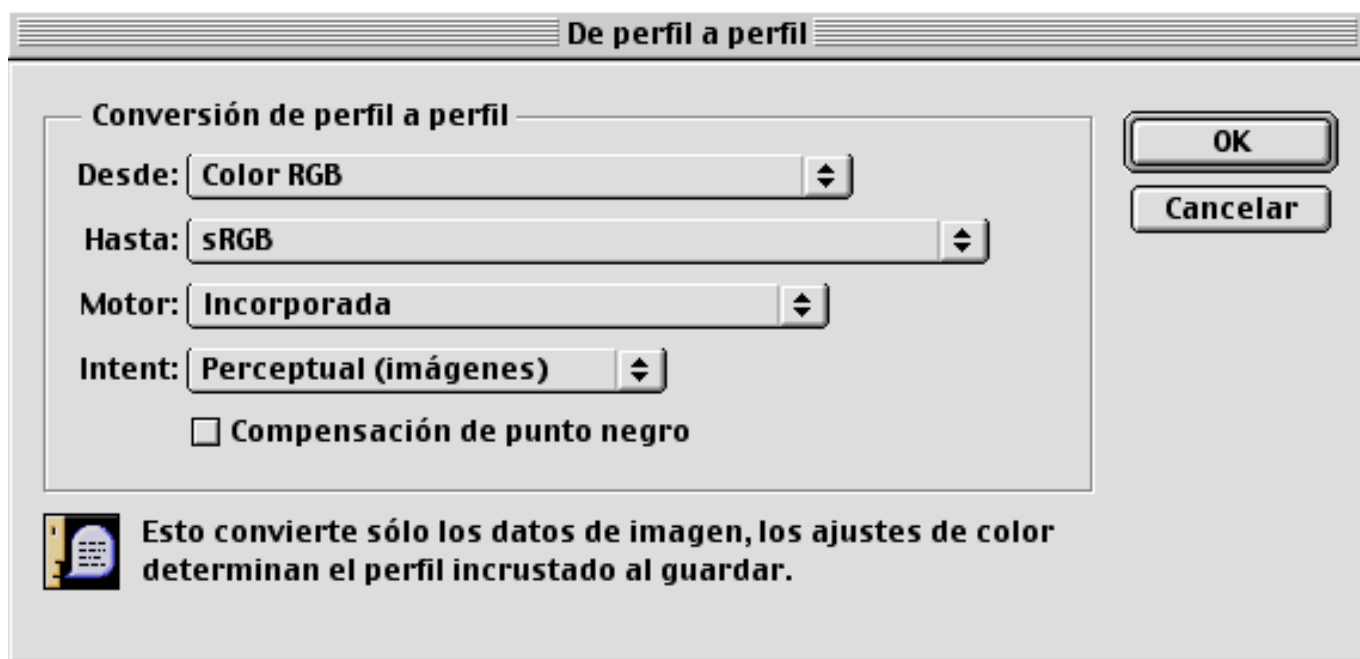 De perfil a perfil
Conversión de perfil a perfil
Desde: Color RGB
Hasta: sRGB
Motor: Incorporada
Intent: Perceptual (imágenes)
Compensación de punto negro
OK
Cancelar
Esto convierte sólo los datos de imagen, los ajustes de color
determinan el perfil incrustado al guardar.